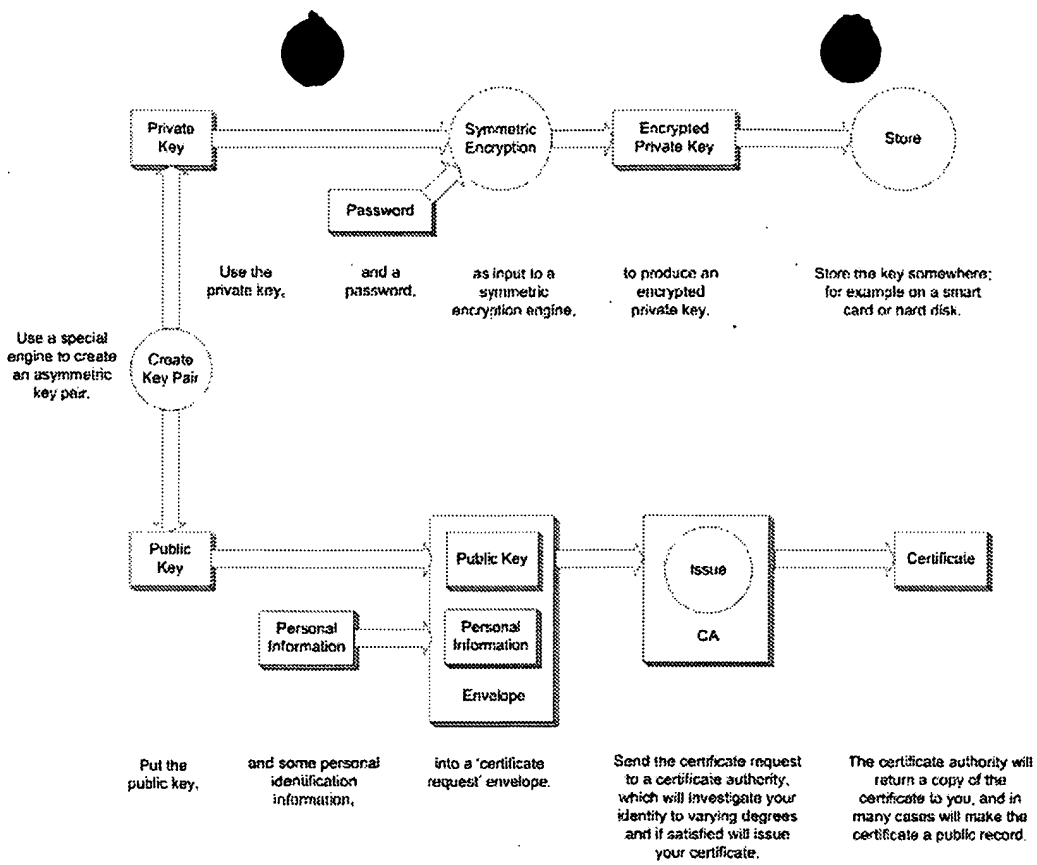 Private
Key
Symmetric
Encryption
Encrypted
Private Key
Store
Password
Use the
private key,
and a
password,
as input to a
symmetric
encryption engine,
to produce an
encrypted
private key.
Store the key somewhere;
for example on a smart
card or hard disk.
Use a special
engine to create
an asymmetric
key pair.
Create
Key Pair
Public
Key
Public Key
Issue
Certificate
Personal
Information
Personal
Information
CA
Envelope
Put the
public key,
and some personal
identification
information,
into a 'certificate
request' envelope.
Send the certificate request
to a certificate authority,
which will investigate your
identity to varying degrees
and if satisfied will issue
your certificate.
The certificate authority will
return a copy of the
certificate to you, and in
many cases will make the
certificate a public record.